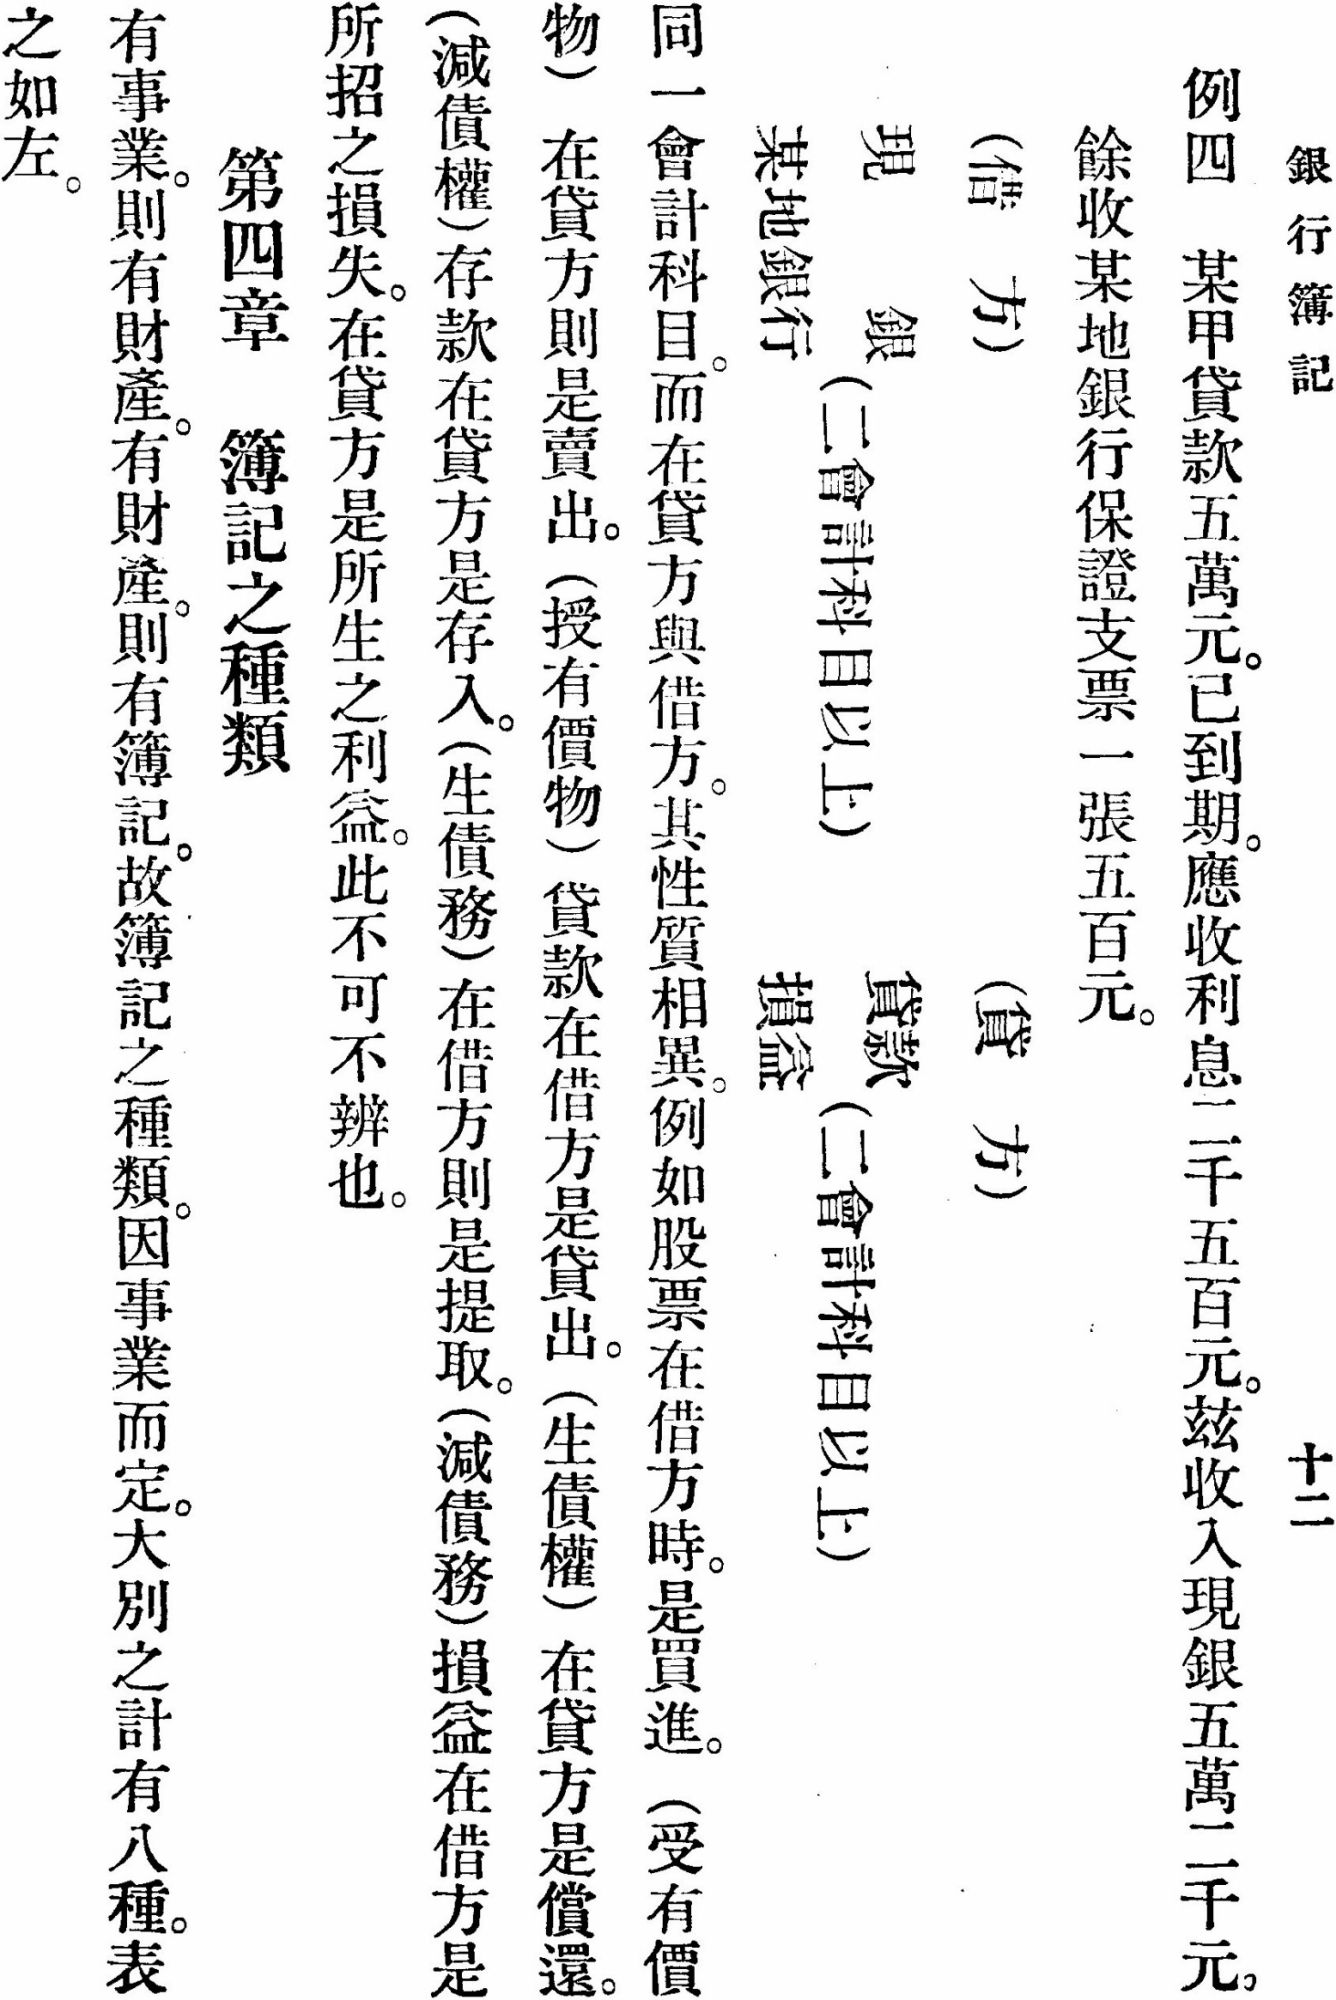 銀行簿記　十二
例四　某甲貸款五萬元。已到期。應收利息二千五百元。茲收入現銀五萬二千元。
餘收某地銀行保證支票一張五百元。
（借　方）　（貸　方）
現　銀　貸款
（二會計科目以上）　（二會計科目以上）
某地銀行　損益
同一會計科目。而在貸方與借方。其性質相異。例如股票在借方時。是買進。（受有價
物）　在貸方則是賣出。（授有價物）貸款在借方是貸出。（生債權）在貸方是償還。
（減債權）存款在貸方是存入。（生債務）在借方則是提取。（減債務）損益在借方是
所招之損失。在貸方是所生之利益。此不可不辨也。
第四章　簿記之種類
有事業。則有財產。有財產。則有簿記。故簿記之種類。因事業而定。大別之計有八種。表
之如左。